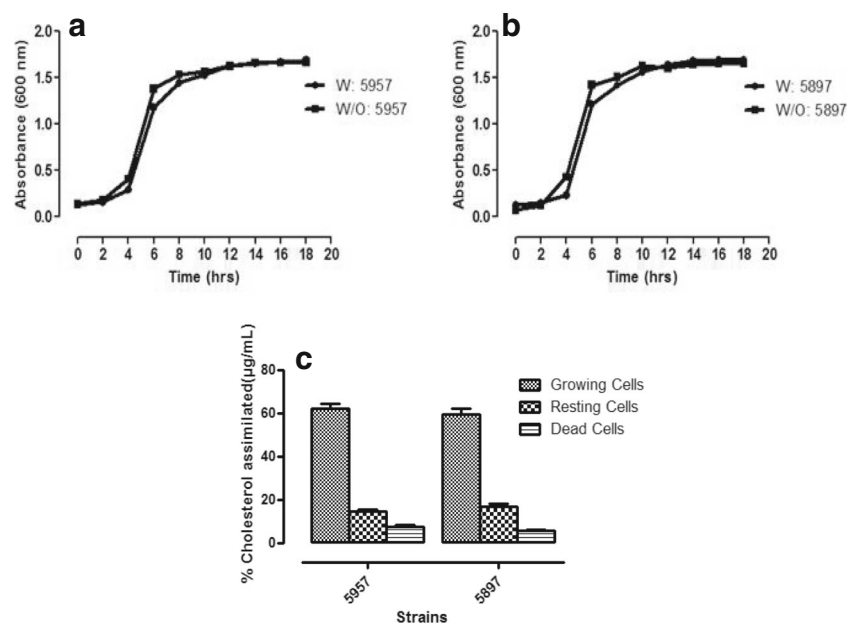 a
2.0
1.5
1.0
0.5
0.0
Absorbance (600 nm)
W: 5957
W/O: 5957
0 2 4 6 8 10 12 14 16 18 20
Time (hrs)
b
2.0
1.5
1.0
0.5
0.0
Absorbance (600 nm)
W: 5897
W/O: 5897
0 2 4 6 8 10 12 14 16 18 20
Time (hrs)
c
80
60
40
20
0
% Cholesterol assimilated(µg/mL)
Growing Cells
Resting Cells
Dead Cells
5957 5897
Strains